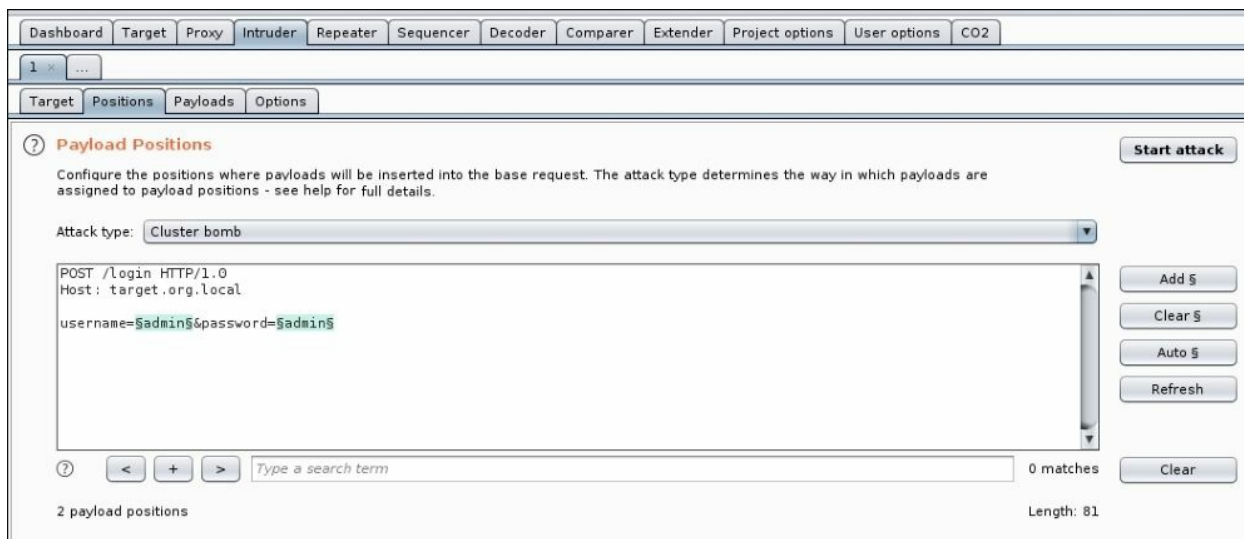 Dashboard Target Proxy Intruder Repeater Sequencer Decoder Comparer Extender Project options User options CO2
1 × ...
Target Positions Payloads Options
? Payload Positions
Start attack
Configure the positions where payloads will be inserted into the base request. The attack type determines the way in which payloads are
assigned to payload positions - see help for full details.
Attack type: Cluster bomb
POST /login HTTP/1.0
Host: target.org.local
username=§admin§&password=§admin§
Add §
Clear §
Auto §
Refresh
? < + > Type a search term 0 matches Clear
2 payload positions Length: 81